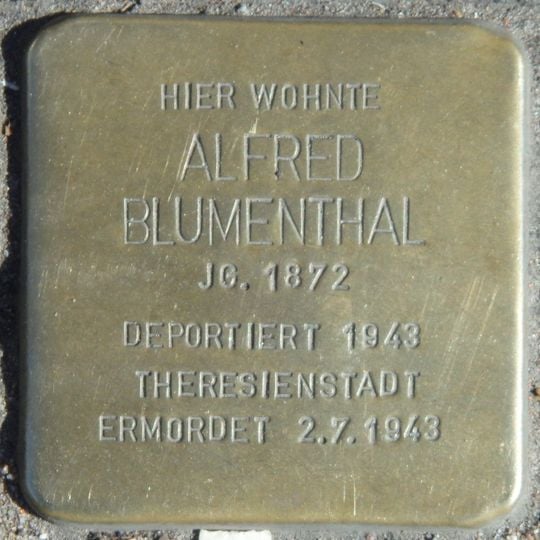 HIER WOHNTE
ALFRED
BLUMENTHAL
JG. 1872
DEPORTIERT 1943
THERESIENSTADT
ERMORDET 2.7.1943